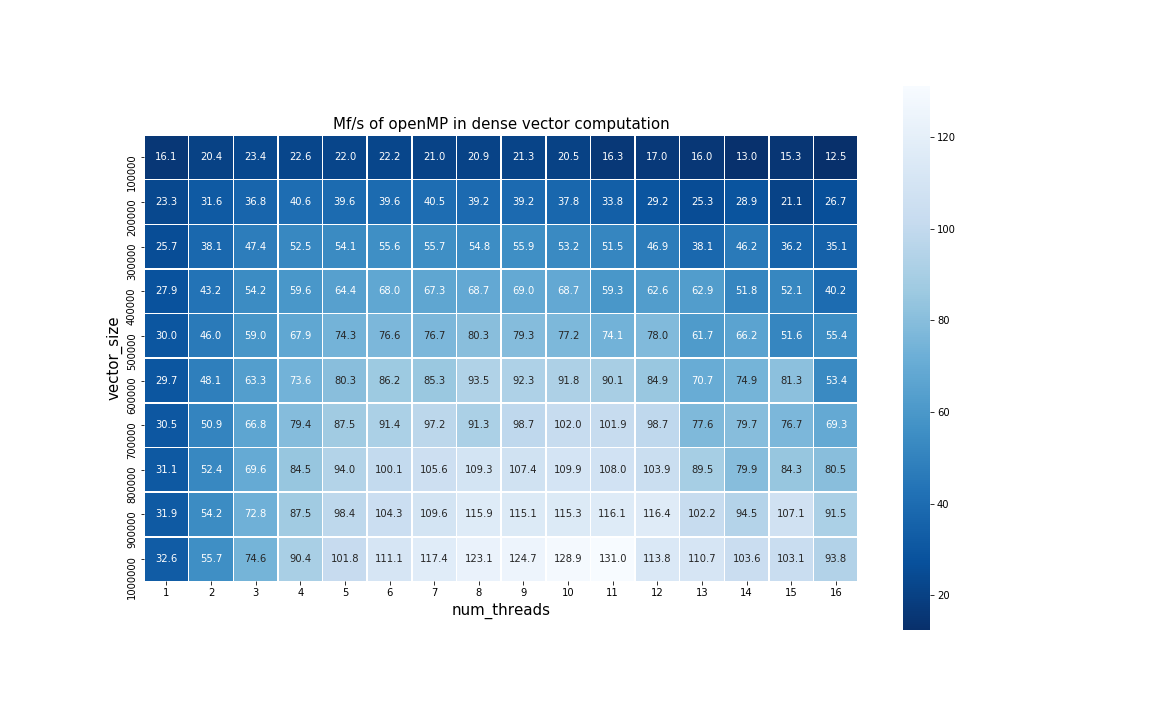 Mf/s of openMP in dense vector computation
100000 16.1 20.4 23.4 22.6 22.0 22.2 21.0 20.9 21.3 20.5 16.3 17.0 16.0 13.0 15.3 12.5
200000 23.3 31.6 36.8 40.6 39.6 39.6 40.5 39.2 39.2 37.8 33.8 29.2 25.3 28.9 21.1 26.7
300000 25.7 38.1 47.4 52.5 54.1 55.6 55.7 54.8 55.9 53.2 51.5 46.9 38.1 46.2 36.2 35.1
400000 27.9 43.2 54.2 59.6 64.4 68.0 67.3 68.7 69.0 68.7 59.3 62.6 62.9 51.8 52.1 40.2
500000 30.0 46.0 59.0 67.9 74.3 76.6 76.7 80.3 79.3 77.2 74.1 78.0 61.7 66.2 51.6 55.4
600000 29.7 48.1 63.3 73.6 80.3 86.2 85.3 93.5 92.3 91.8 90.1 84.9 70.7 74.9 81.3 53.4
700000 30.5 50.9 66.8 79.4 87.5 91.4 97.2 91.3 98.7 102.0 101.9 98.7 77.6 79.7 76.7 69.3
800000 31.1 52.4 69.6 84.5 94.0 100.1 105.6 109.3 107.4 109.9 108.0 103.9 89.5 79.9 84.3 80.5
900000 31.9 54.2 72.8 87.5 98.4 104.3 109.6 115.9 115.1 115.3 116.1 116.4 102.2 94.5 107.1 91.5
1000000 32.6 55.7 74.6 90.4 101.8 111.1 117.4 123.1 124.7 128.9 131.0 113.8 110.7 103.6 103.1 93.8
1 2 3 4 5 6 7 8 9 10 11 12 13 14 15 16
num_threads
vector_size
120
100
80
60
40
20